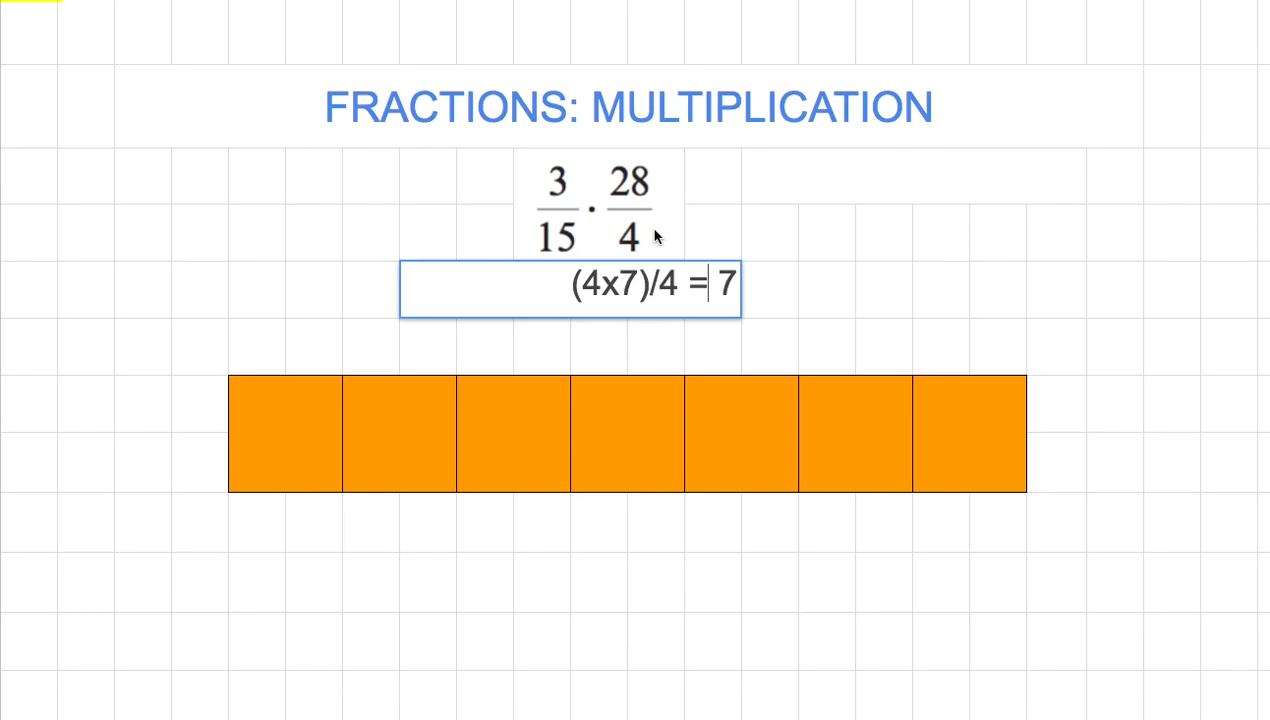 FRACTIONS: MULTIPLICATION
3/15 · 28/4
(4x7)/4 = 7